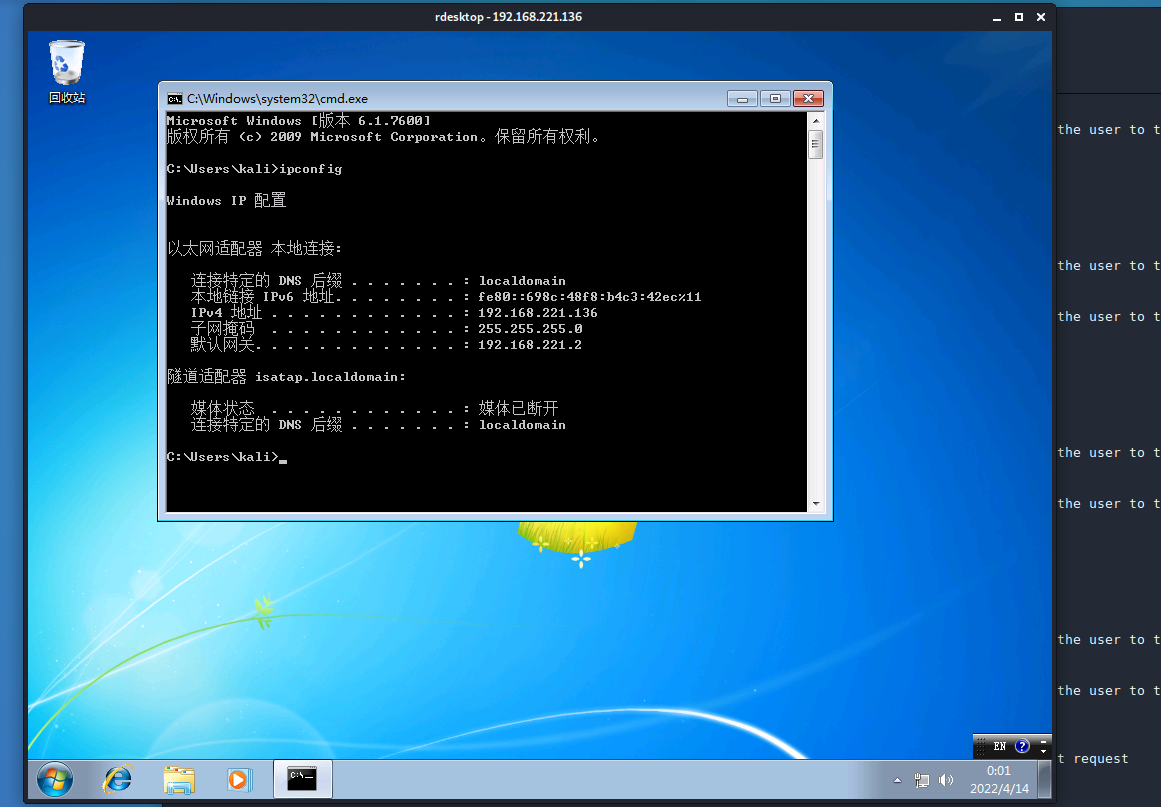 rdesktop - 192.168.221.136
回收站
C:\Windows\system32\cmd.exe
Microsoft Windows [版本 6.1.7600]
版权所有 (c) 2009 Microsoft Corporation。保留所有权利。
C:\Users\kali>ipconfig
Windows IP 配置
以太网适配器 本地连接:
连接特定的 DNS 后缀 . . . . . . . : localdomain
本地链接 IPv6 地址. . . . . . . . : fe80::698c:48f8:b4c3:42ec%11
IPv4 地址 . . . . . . . . . . . . : 192.168.221.136
子网掩码 . . . . . . . . . . . . : 255.255.255.0
默认网关. . . . . . . . . . . . . : 192.168.221.2
隧道适配器 isatap.localdomain:
媒体状态 . . . . . . . . . . . . : 媒体已断开
连接特定的 DNS 后缀 . . . . . . . : localdomain
C:\Users\kali>_
the user to t
the user to t
the user to t
the user to t
the user to t
the user to t
the user to t
t request
EN
0:01
2022/4/14